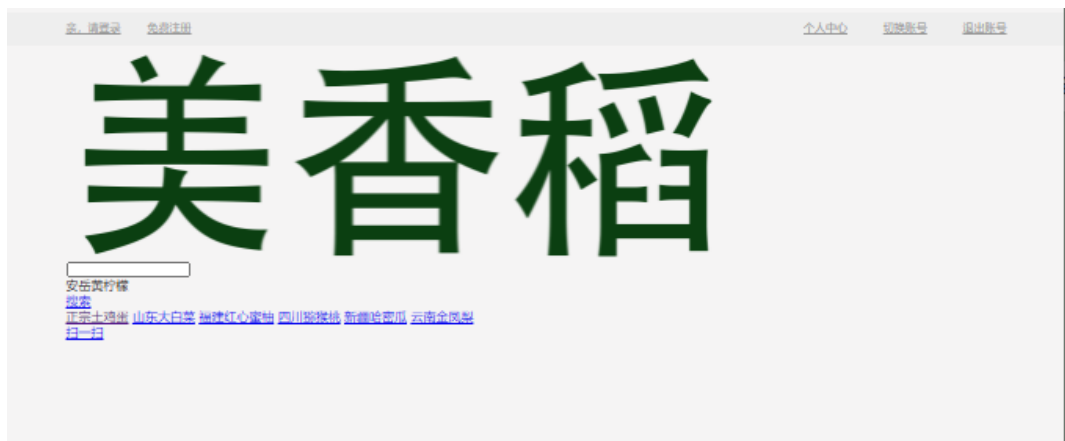 亲，请登录 免费注册 个人中心 切换账号 退出账号
美香稻
安岳黄柠檬
搜索
正宗土鸡蛋 山东大白菜 福建红心蜜柚 四川猕猴桃 新疆哈密瓜 云南金凤梨
扫一扫